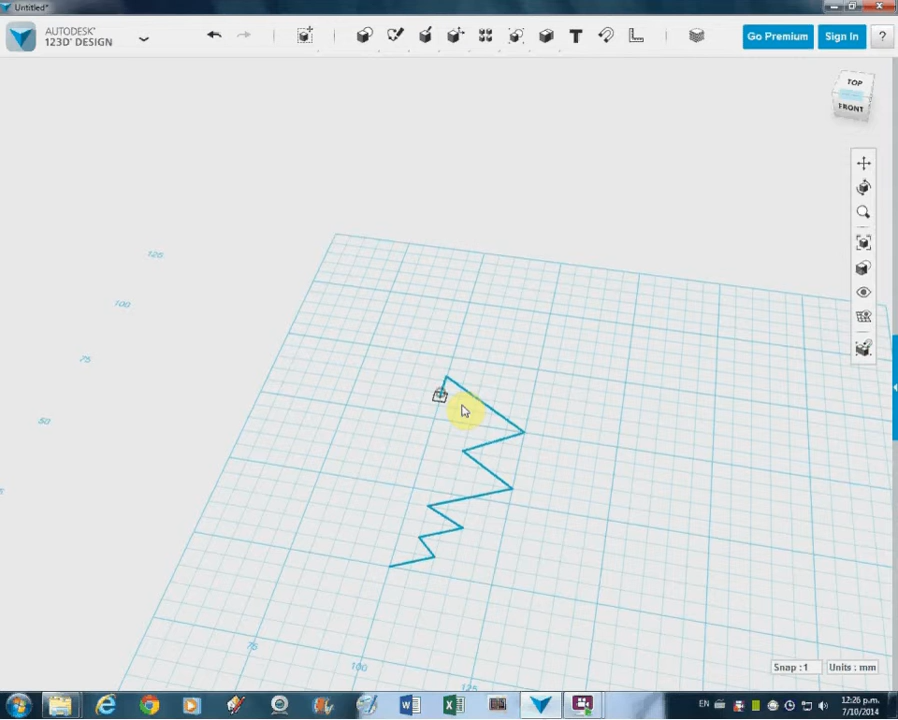 Untitled*
AUTODESK®
123D® DESIGN
Go Premium
Sign In
?
TOP
FRONT
125
100
75
50
75
100
125
Snap : 1
Units : mm
EN
12:26 p.m.
7/10/2014